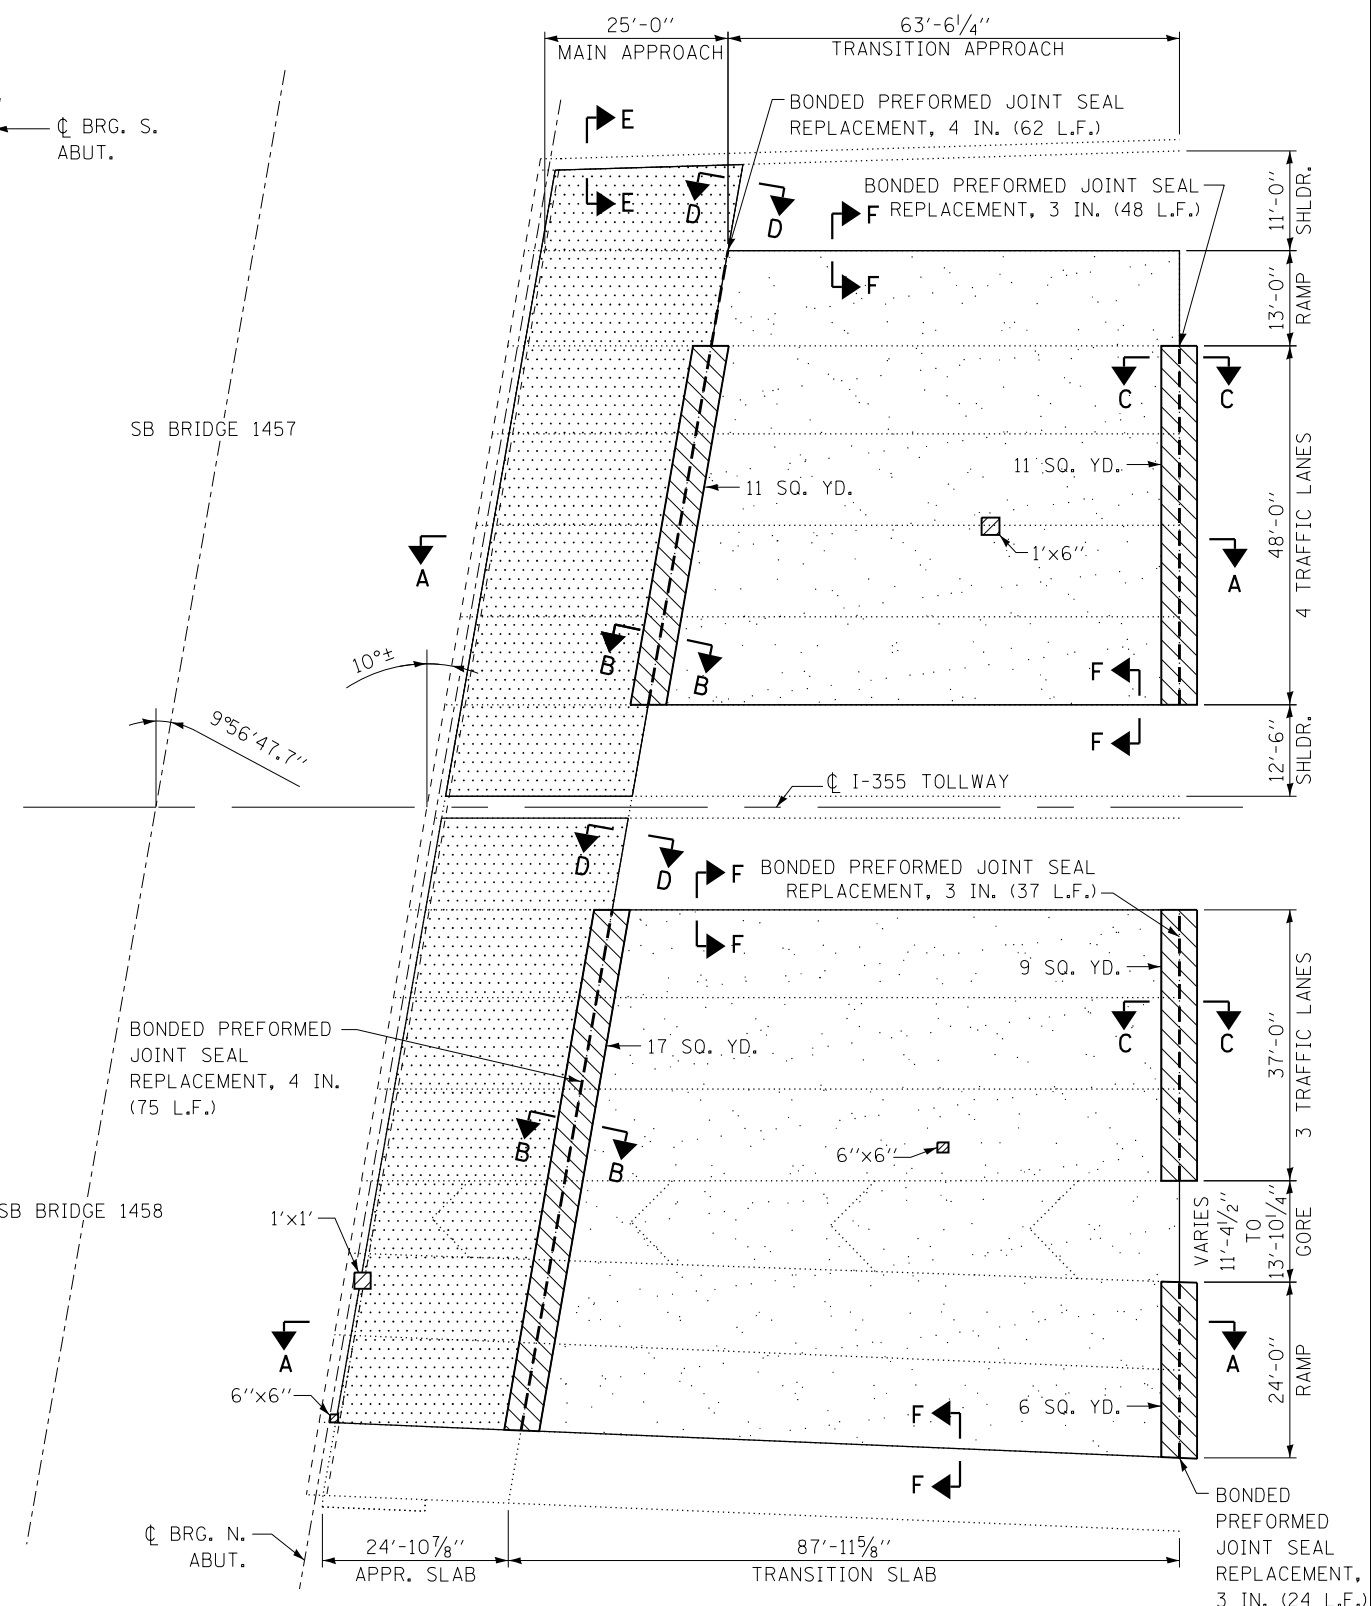 25'-0"
MAIN APPROACH
63'-6¼"
TRANSITION APPROACH
℄ BRG. S.
ABUT.
BONDED PREFORMED JOINT SEAL
REPLACEMENT, 4 IN. (62 L.F.)
E
E
D
D
BONDED PREFORMED JOINT SEAL
REPLACEMENT, 3 IN. (48 L.F.)
F
F
11'-0"
SHLDR.
13'-0"
RAMP
C
C
SB BRIDGE 1457
11 SQ. YD.
11 SQ. YD.
1'x6"
48'-0"
4 TRAFFIC LANES
A
A
B
B
10°±
F
F
9°56'47.7"
12'-6"
SHLDR.
℄ I-355 TOLLWAY
D
D
F
F
BONDED PREFORMED JOINT SEAL
REPLACEMENT, 3 IN. (37 L.F.)
9 SQ. YD.
37'-0"
3 TRAFFIC LANES
C
C
BONDED PREFORMED
JOINT SEAL
REPLACEMENT, 4 IN.
(75 L.F.)
17 SQ. YD.
B
B
6"x6"
SB BRIDGE 1458
1'x1'
VARIES
11'-4½"
TO
13'-10¼"
GORE
A
A
6"x6"
6 SQ. YD.
24'-0"
RAMP
F
F
℄ BRG. N.
ABUT.
24'-10⅞"
APPR. SLAB
87'-11⅝"
TRANSITION SLAB
BONDED
PREFORMED
JOINT SEAL
REPLACEMENT,
3 IN. (24 L.F.)